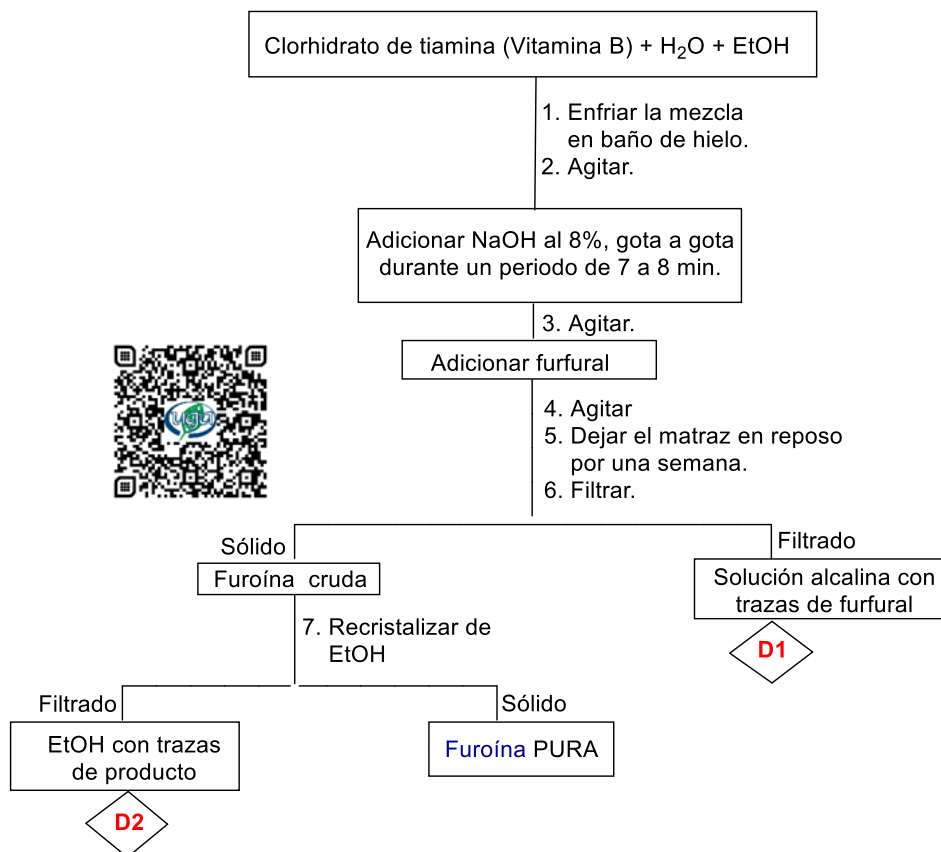 Clorhidrato de tiamina (Vitamina B) + H₂O + EtOH
1. Enfriar la mezcla
en baño de hielo.
2. Agitar.
Adicionar NaOH al 8%, gota a gota
durante un periodo de 7 a 8 min.
3. Agitar.
Adicionar furfural
4. Agitar
5. Dejar el matraz en reposo
por una semana.
6. Filtrar.
uga
Sólido
Filtrado
Furoína cruda
Solución alcalina con
trazas de furfural
D1
7. Recristalizar de
EtOH
Filtrado
Sólido
EtOH con trazas
de producto
Furoína PURA
D2